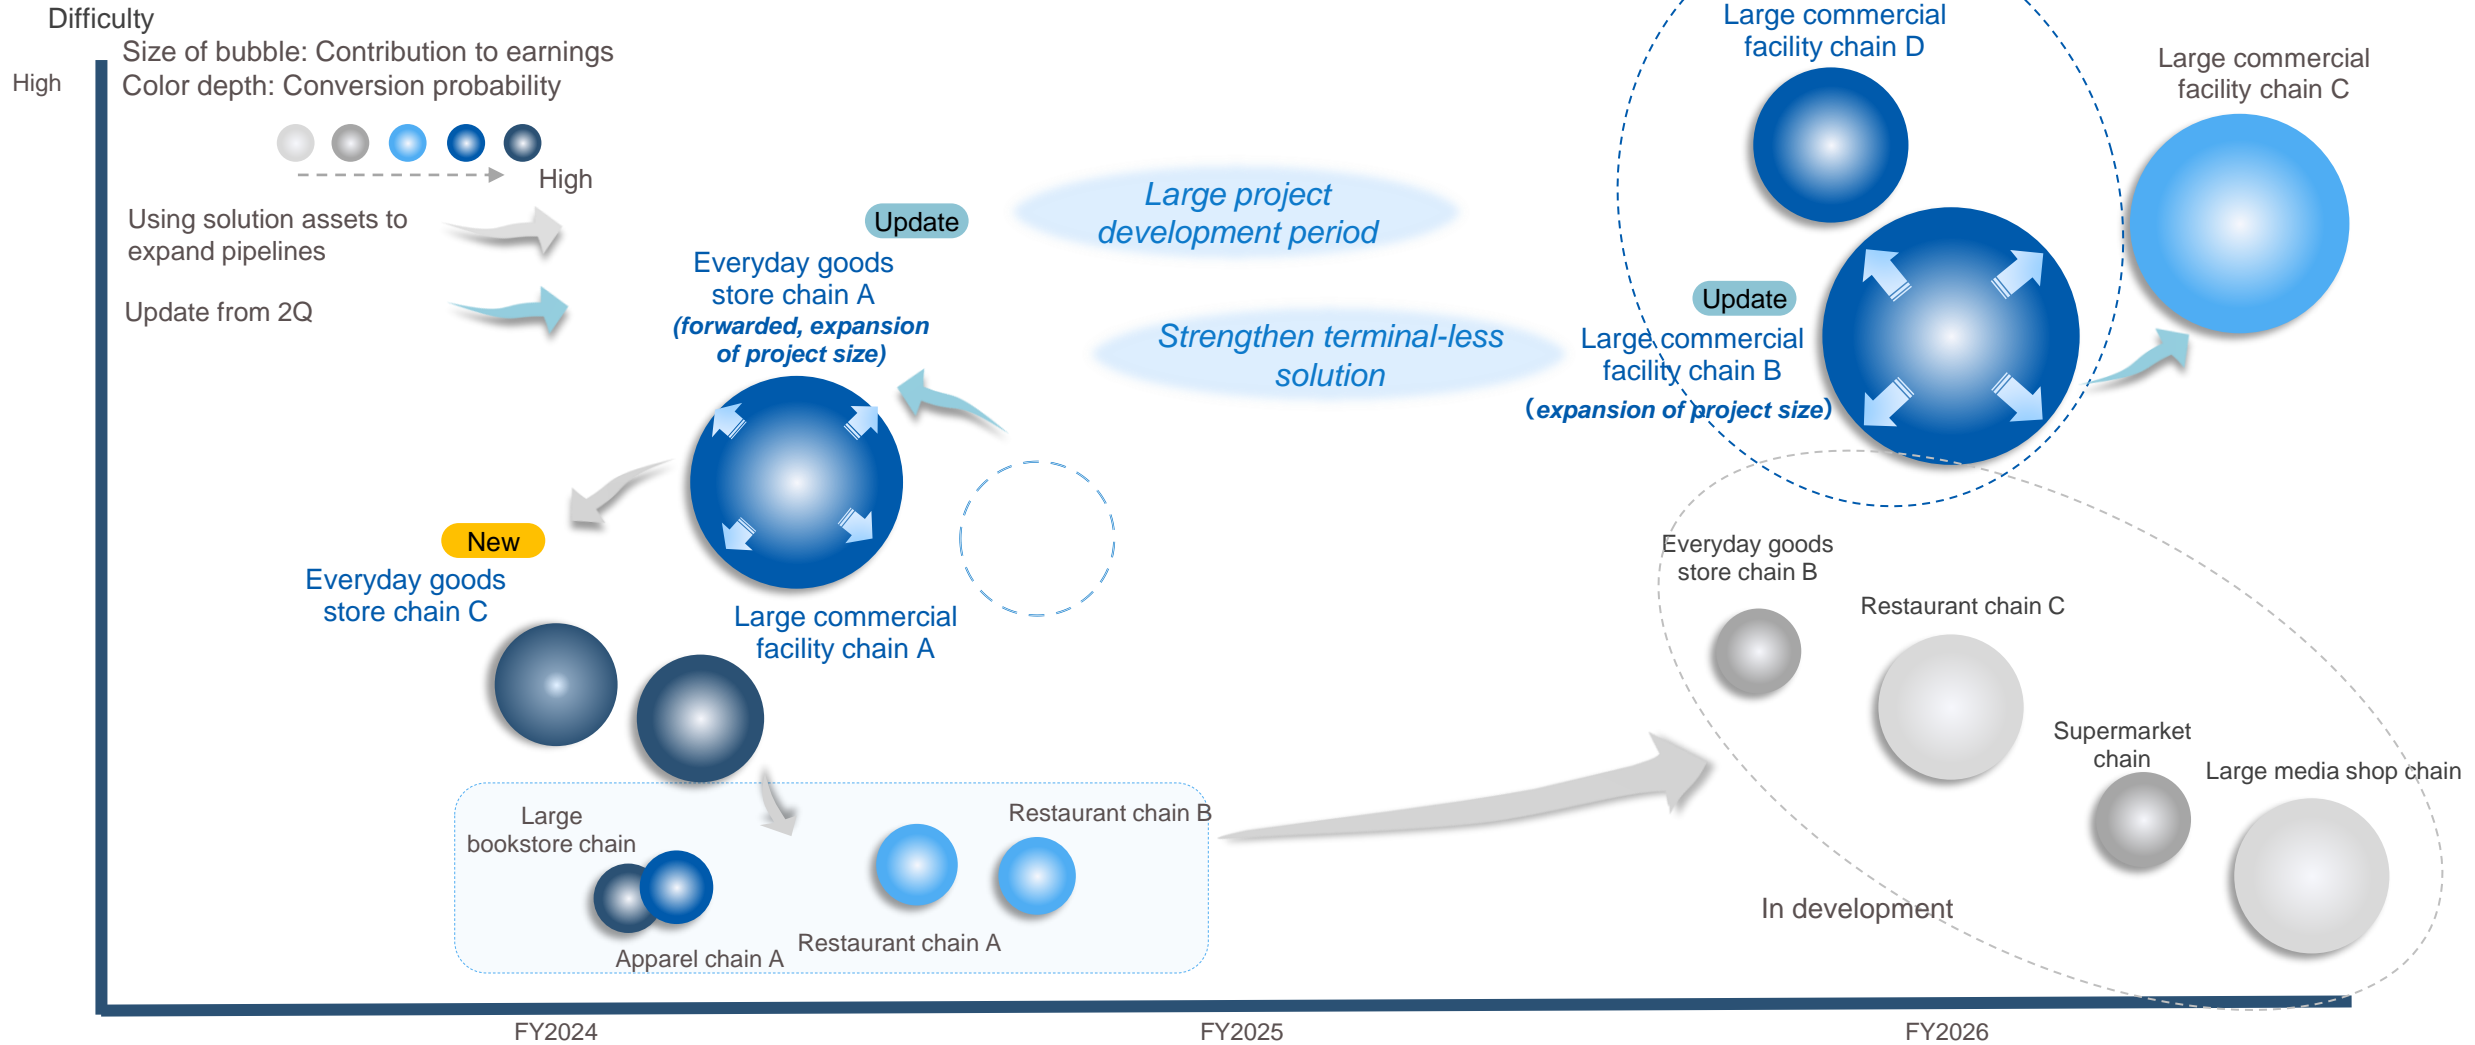 Difficulty
High
Size of bubble: Contribution to earnings
Color depth: Conversion probability
High
Using solution assets to
expand pipelines
Update from 2Q
Update
Everyday goods
store chain A
(forwarded, expansion
of project size)
Large project
development period
Strengthen terminal-less
solution
Large commercial
facility chain D
Large commercial
facility chain C
Update
Large commercial
facility chain B
(expansion of project size)
New
Everyday goods
store chain C
Large commercial
facility chain A
Everyday goods
store chain B
Restaurant chain C
Supermarket
chain
Large media shop chain
In development
Large
bookstore chain
Apparel chain A
Restaurant chain A
Restaurant chain B
FY2024
FY2025
FY2026